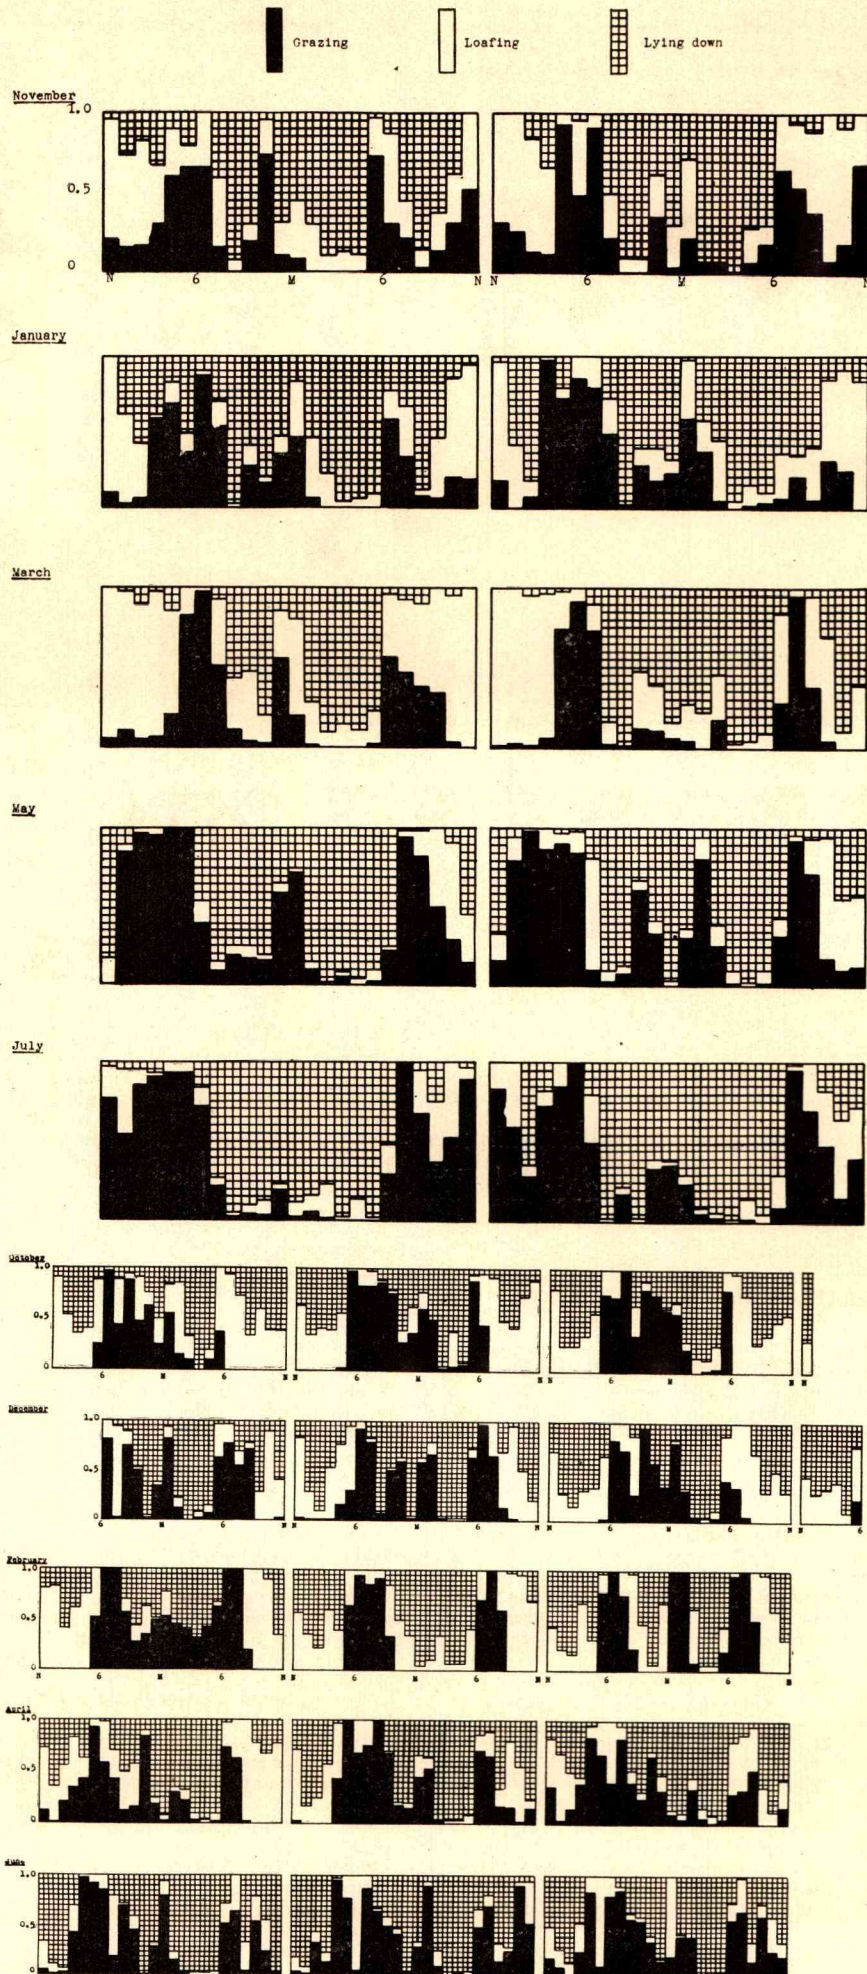 Grazing Loafing Lying down
November
1.0
0.5
0
N 6 M 6 N N 6 M 6 N
January
March
May
July
October
1.0
0.5
0
6 M 6 N N 6 M 6 N N 6 M 6 N N
December
1.0
0.5
0
6 M 6 N N 6 M 6 N N 6 M 6 N N 6
February
1.0
0.5
0
N 6 M 6 N N 6 M 6 N N 6 M 6 N
April
1.0
0.5
0
June
1.0
0.5
0